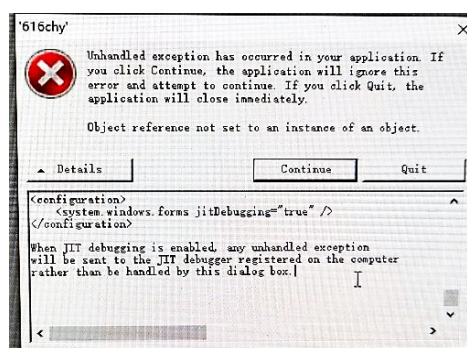 '616chy'
Unhandled exception has occurred in your application. If
you click Continue, the application will ignore this
error and attempt to continue. If you click Quit, the
application will close immediately.
Object reference not set to an instance of an object.
Details
Continue
Quit
<configuration>
<system.windows.forms jitDebugging="true" />
</configuration>
When JIT debugging is enabled, any unhandled exception
will be sent to the JIT debugger registered on the computer
rather than be handled by this dialog box.